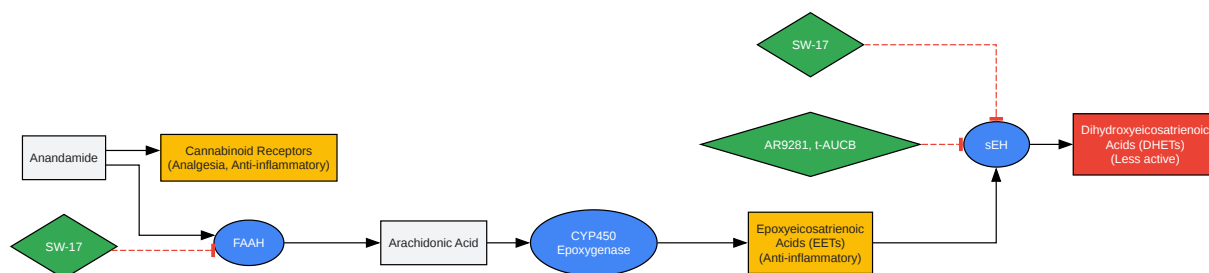 SW-17
AR9281, t-AUCB
sEH
Dihydroxyeicosatrienoic
Acids (DHETs)
(Less active)
Anandamide
Cannabinoid Receptors
(Analgesia, Anti-inflammatory)
SW-17
FAAH
Arachidonic Acid
CYP450
Epoxygenase
Epoxyeicosatrienoic
Acids (EETs)
(Anti-inflammatory)